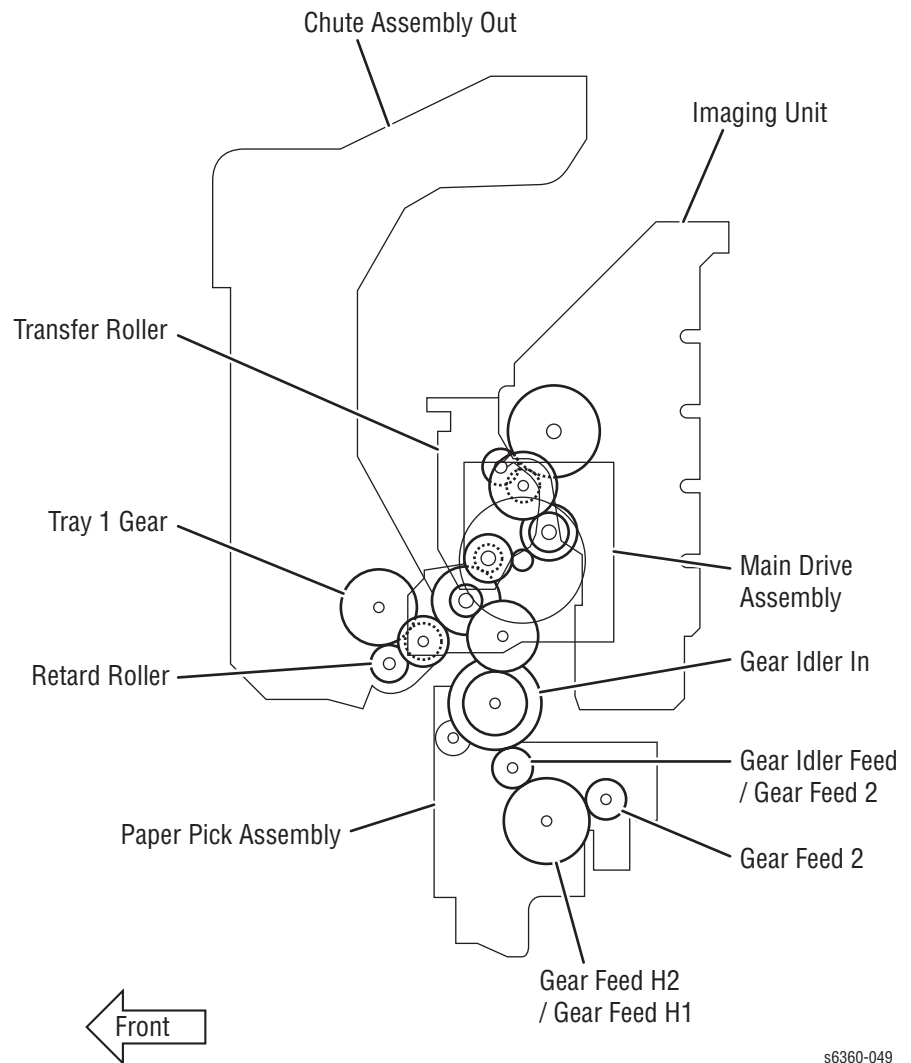 Chute Assembly Out
Imaging Unit
Transfer Roller
Tray 1 Gear
Main Drive
Assembly
Retard Roller
Gear Idler In
Gear Idler Feed
/ Gear Feed 2
Paper Pick Assembly
Gear Feed 2
Gear Feed H2
/ Gear Feed H1
Front
s6360-049